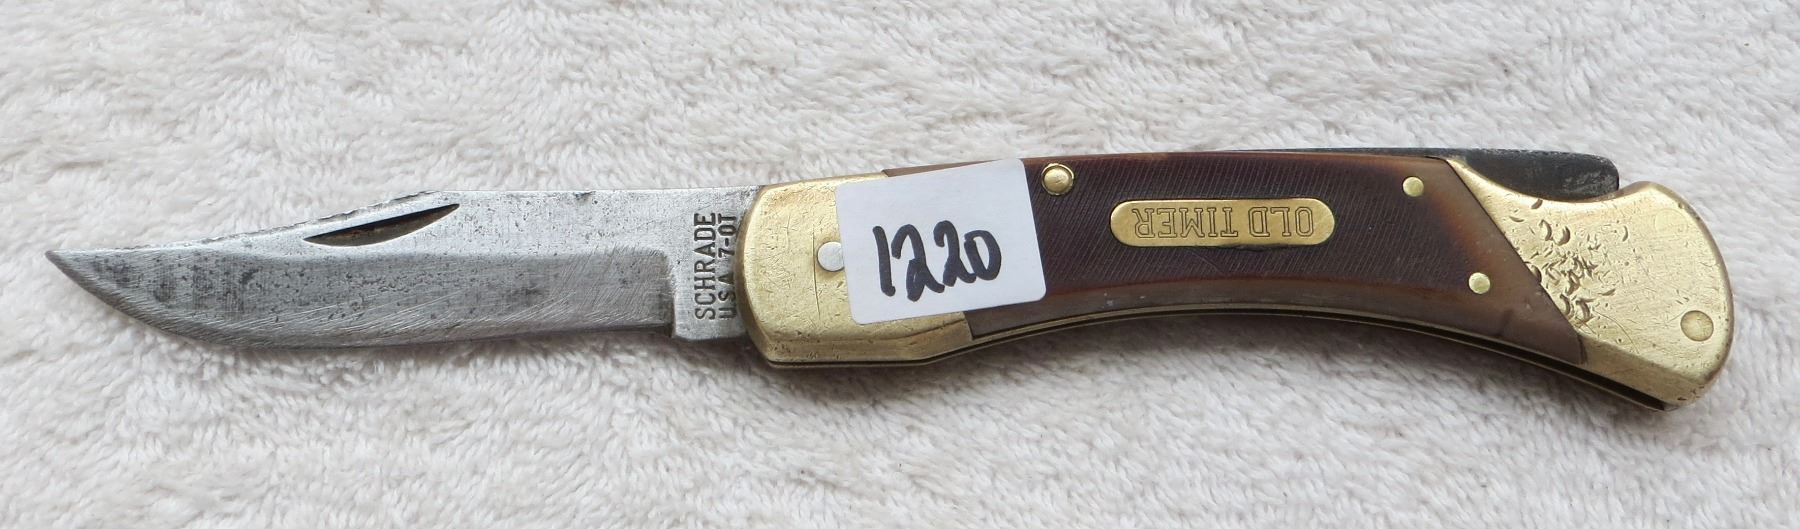 SCHRADE
USA 7-OT
1220
OLD TIMER